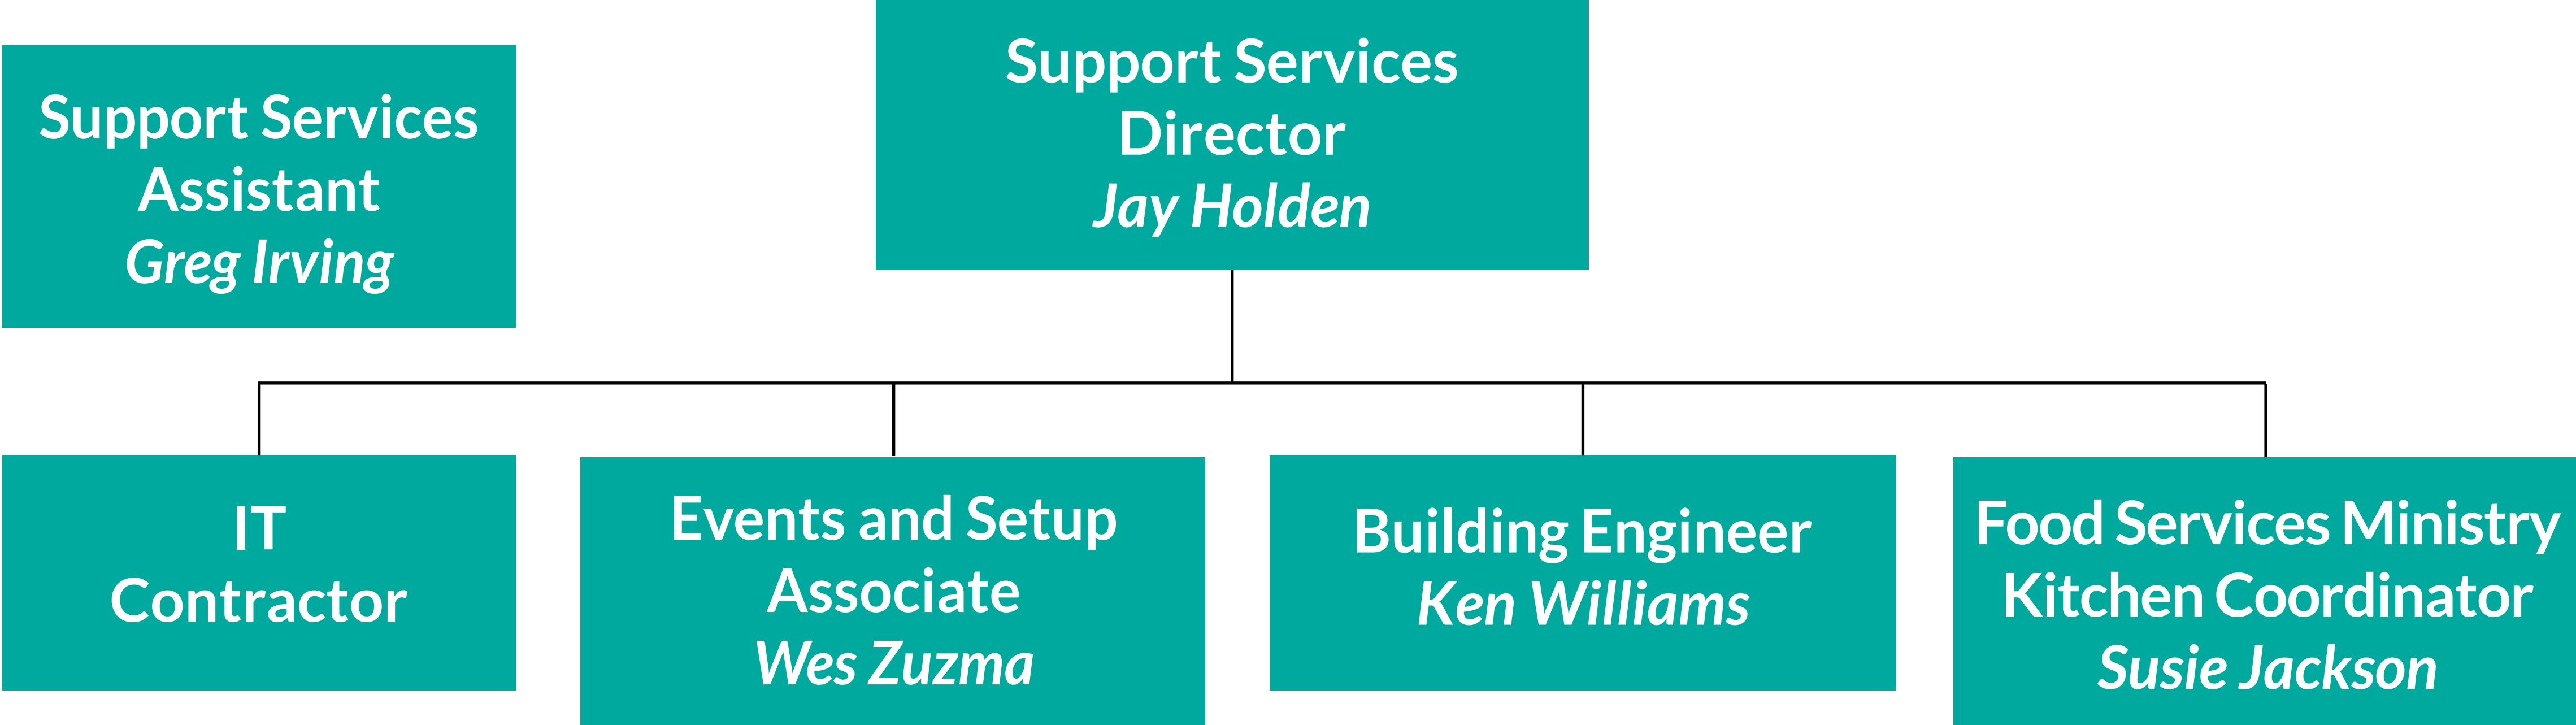 Support Services
Assistant
Greg Irving
Support Services
Director
Jay Holden
IT
Contractor
Events and Setup
Associate
Wes Zuzma
Building Engineer
Ken Williams
Food Services Ministry
Kitchen Coordinator
Susie Jackson